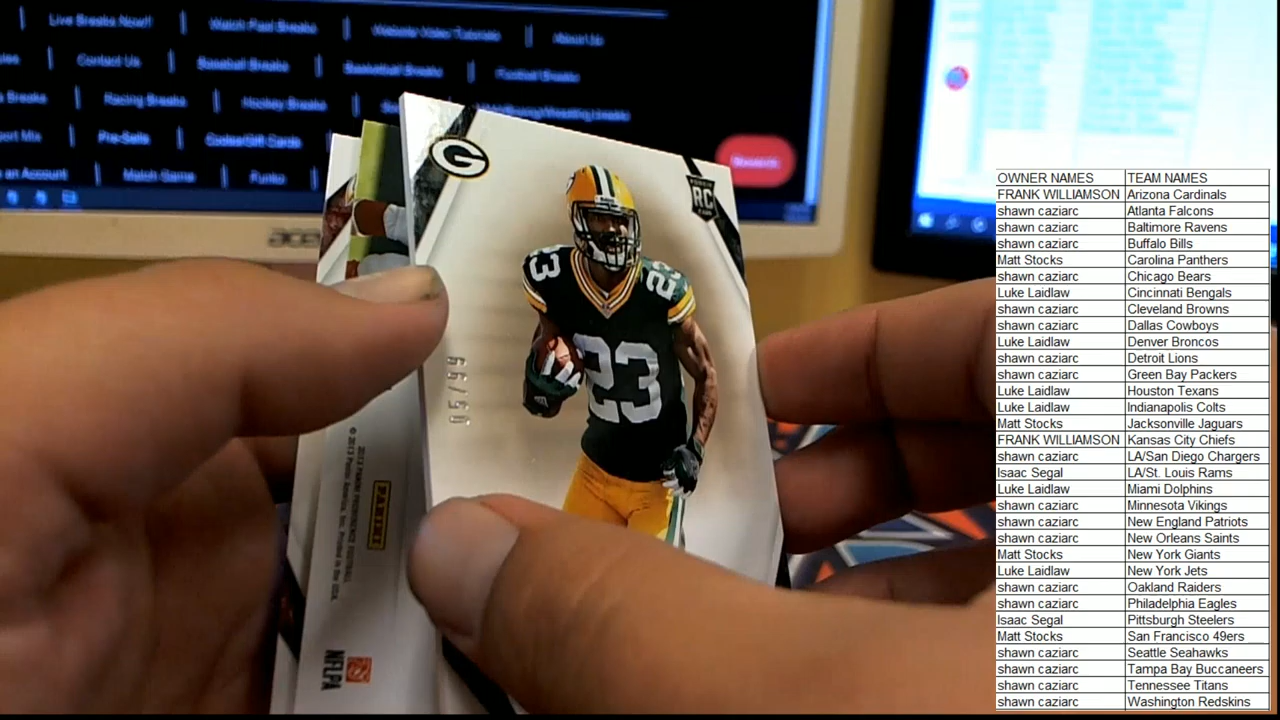 Live Breaks Now!!
Watch Past Breaks
Website Video Tutorials
About Us
Contact Us
Baseball Breaks
Basketball Breaks
Football Breaks
Breaks
Racing Breaks
Hockey Breaks
Pre-Sells
Codes/Gift Cards
an Account
Match Game
Funko
acer
G
RC
23
23
23
05/99
PANINI
NFLPA
OWNER NAMES TEAM NAMES
FRANK WILLIAMSON Arizona Cardinals
shawn caziarc Atlanta Falcons
shawn caziarc Baltimore Ravens
shawn caziarc Buffalo Bills
Matt Stocks Carolina Panthers
shawn caziarc Chicago Bears
Luke Laidlaw Cincinnati Bengals
shawn caziarc Cleveland Browns
shawn caziarc Dallas Cowboys
Luke Laidlaw Denver Broncos
shawn caziarc Detroit Lions
shawn caziarc Green Bay Packers
Luke Laidlaw Houston Texans
Luke Laidlaw Indianapolis Colts
Matt Stocks Jacksonville Jaguars
FRANK WILLIAMSON Kansas City Chiefs
shawn caziarc LA/San Diego Chargers
Isaac Segal LA/St. Louis Rams
Luke Laidlaw Miami Dolphins
shawn caziarc Minnesota Vikings
shawn caziarc New England Patriots
shawn caziarc New Orleans Saints
Matt Stocks New York Giants
Luke Laidlaw New York Jets
shawn caziarc Oakland Raiders
shawn caziarc Philadelphia Eagles
Isaac Segal Pittsburgh Steelers
Matt Stocks San Francisco 49ers
shawn caziarc Seattle Seahawks
shawn caziarc Tampa Bay Buccaneers
shawn caziarc Tennessee Titans
shawn caziarc Washington Redskins